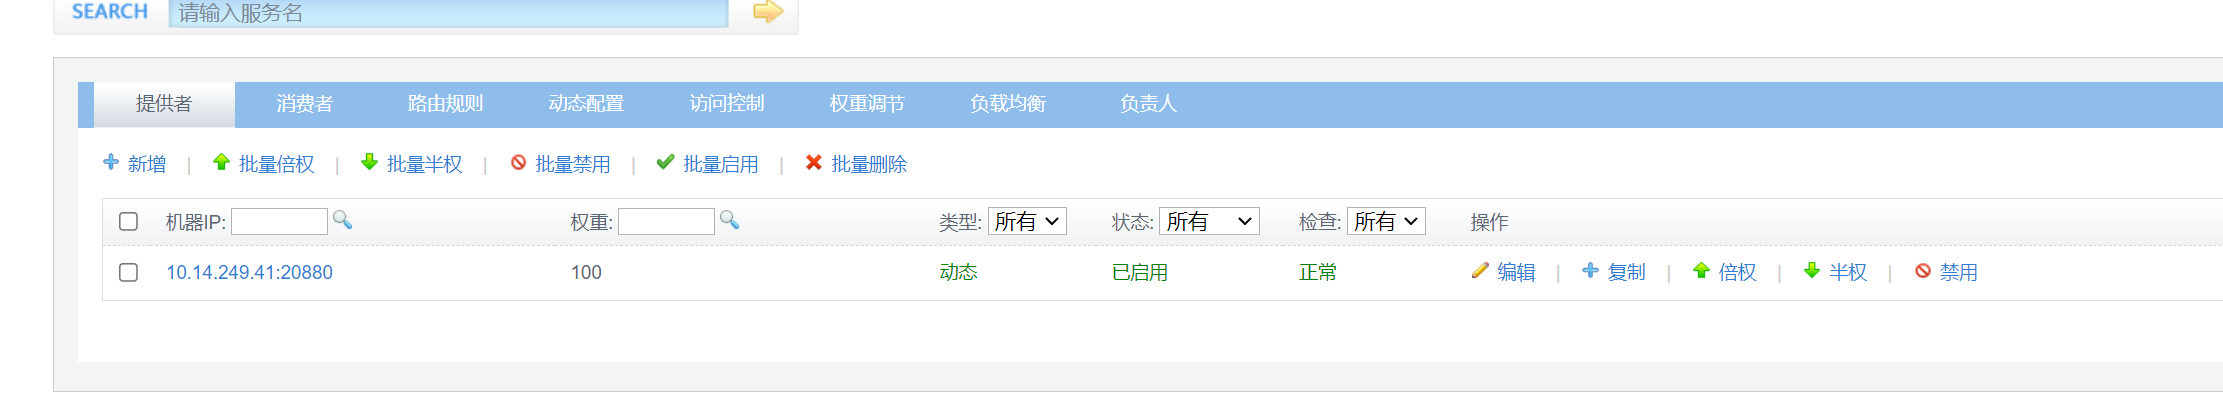 SEARCH 请输入服务名
提供者 消费者 路由规则 动态配置 访问控制 权重调节 负载均衡 负责人
新增 | 批量倍权 | 批量半权 | 批量禁用 | 批量启用 | 批量删除
机器IP: 权重: 类型: 所有 状态: 所有 检查: 所有 操作
10.14.249.41:20880 100 动态 已启用 正常 编辑 | 复制 | 倍权 | 半权 | 禁用